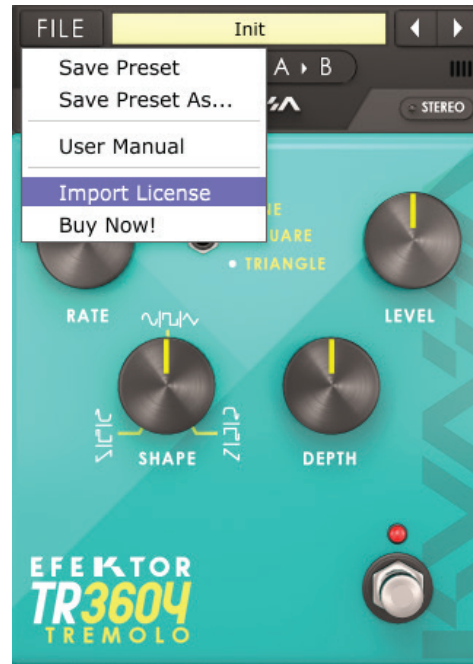 FILE
Init
Save Preset
A ▸ B
Save Preset As...
STEREO
User Manual
Import License
Buy Now!
TRIANGLE
RATE
LEVEL
SHAPE
DEPTH
EFEKTOR
TR3604
TREMOLO